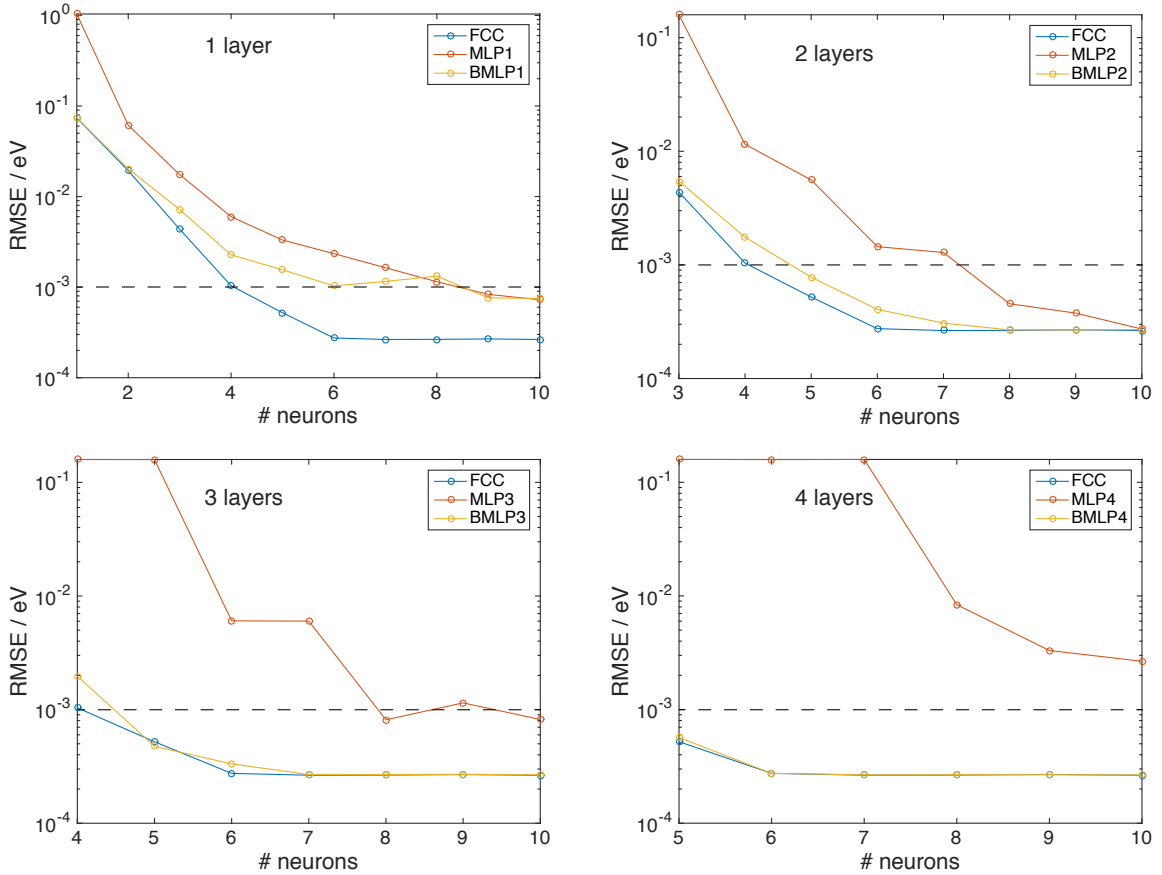 1 layer
FCC
MLP1
BMLP1
RMSE / eV
10^0
10^-1
10^-2
10^-3
10^-4
2
4
6
8
10
# neurons
2 layers
FCC
MLP2
BMLP2
RMSE / eV
10^-1
10^-2
10^-3
10^-4
3
4
5
6
7
8
9
10
# neurons
3 layers
FCC
MLP3
BMLP3
RMSE / eV
10^-1
10^-2
10^-3
10^-4
4
5
6
7
8
9
10
# neurons
4 layers
FCC
MLP4
BMLP4
RMSE / eV
10^-1
10^-2
10^-3
10^-4
5
6
7
8
9
10
# neurons